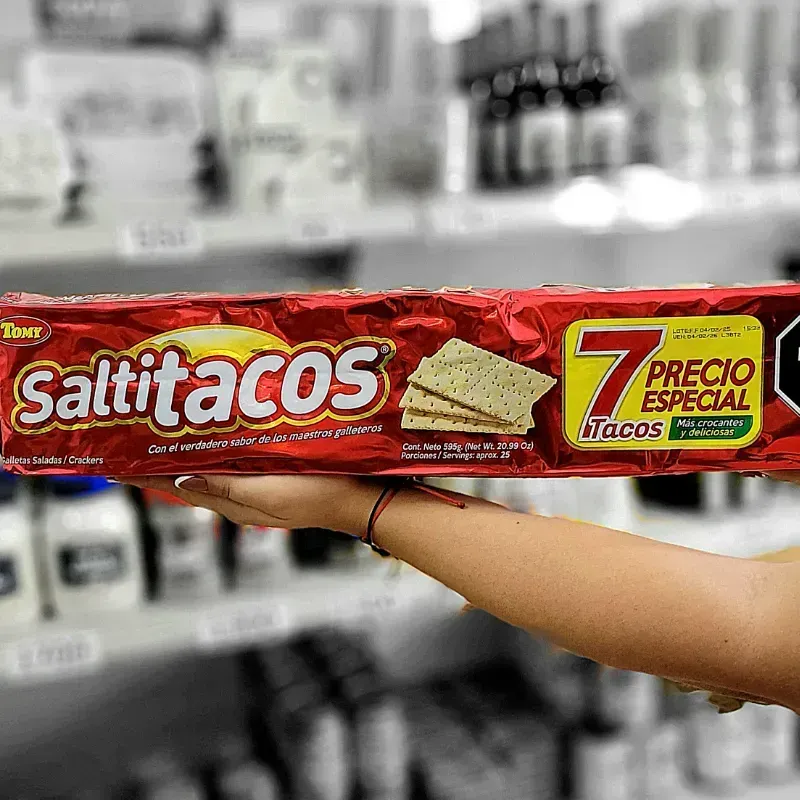 TOMY
Saltitacos®
Con el verdadero sabor de los maestros galleteros
Galletas Saladas / Crackers
Cont. Neto 595g. (Net Wt. 20.99 Oz)
Porciones / Servings: aprox. 25
7
Tacos
PRECIO
ESPECIAL
Más crocantes
y deliciosas